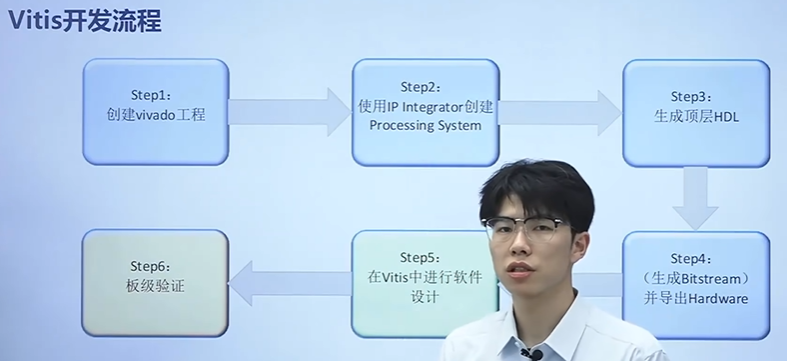 Vitis开发流程
Step1：
创建vivado工程
Step2：
使用IP Integrator创建
Processing System
Step3：
生成顶层HDL
Step4：
（生成Bitstream）
并导出Hardware
Step5：
在Vitis中进行软件
设计
Step6：
板级验证